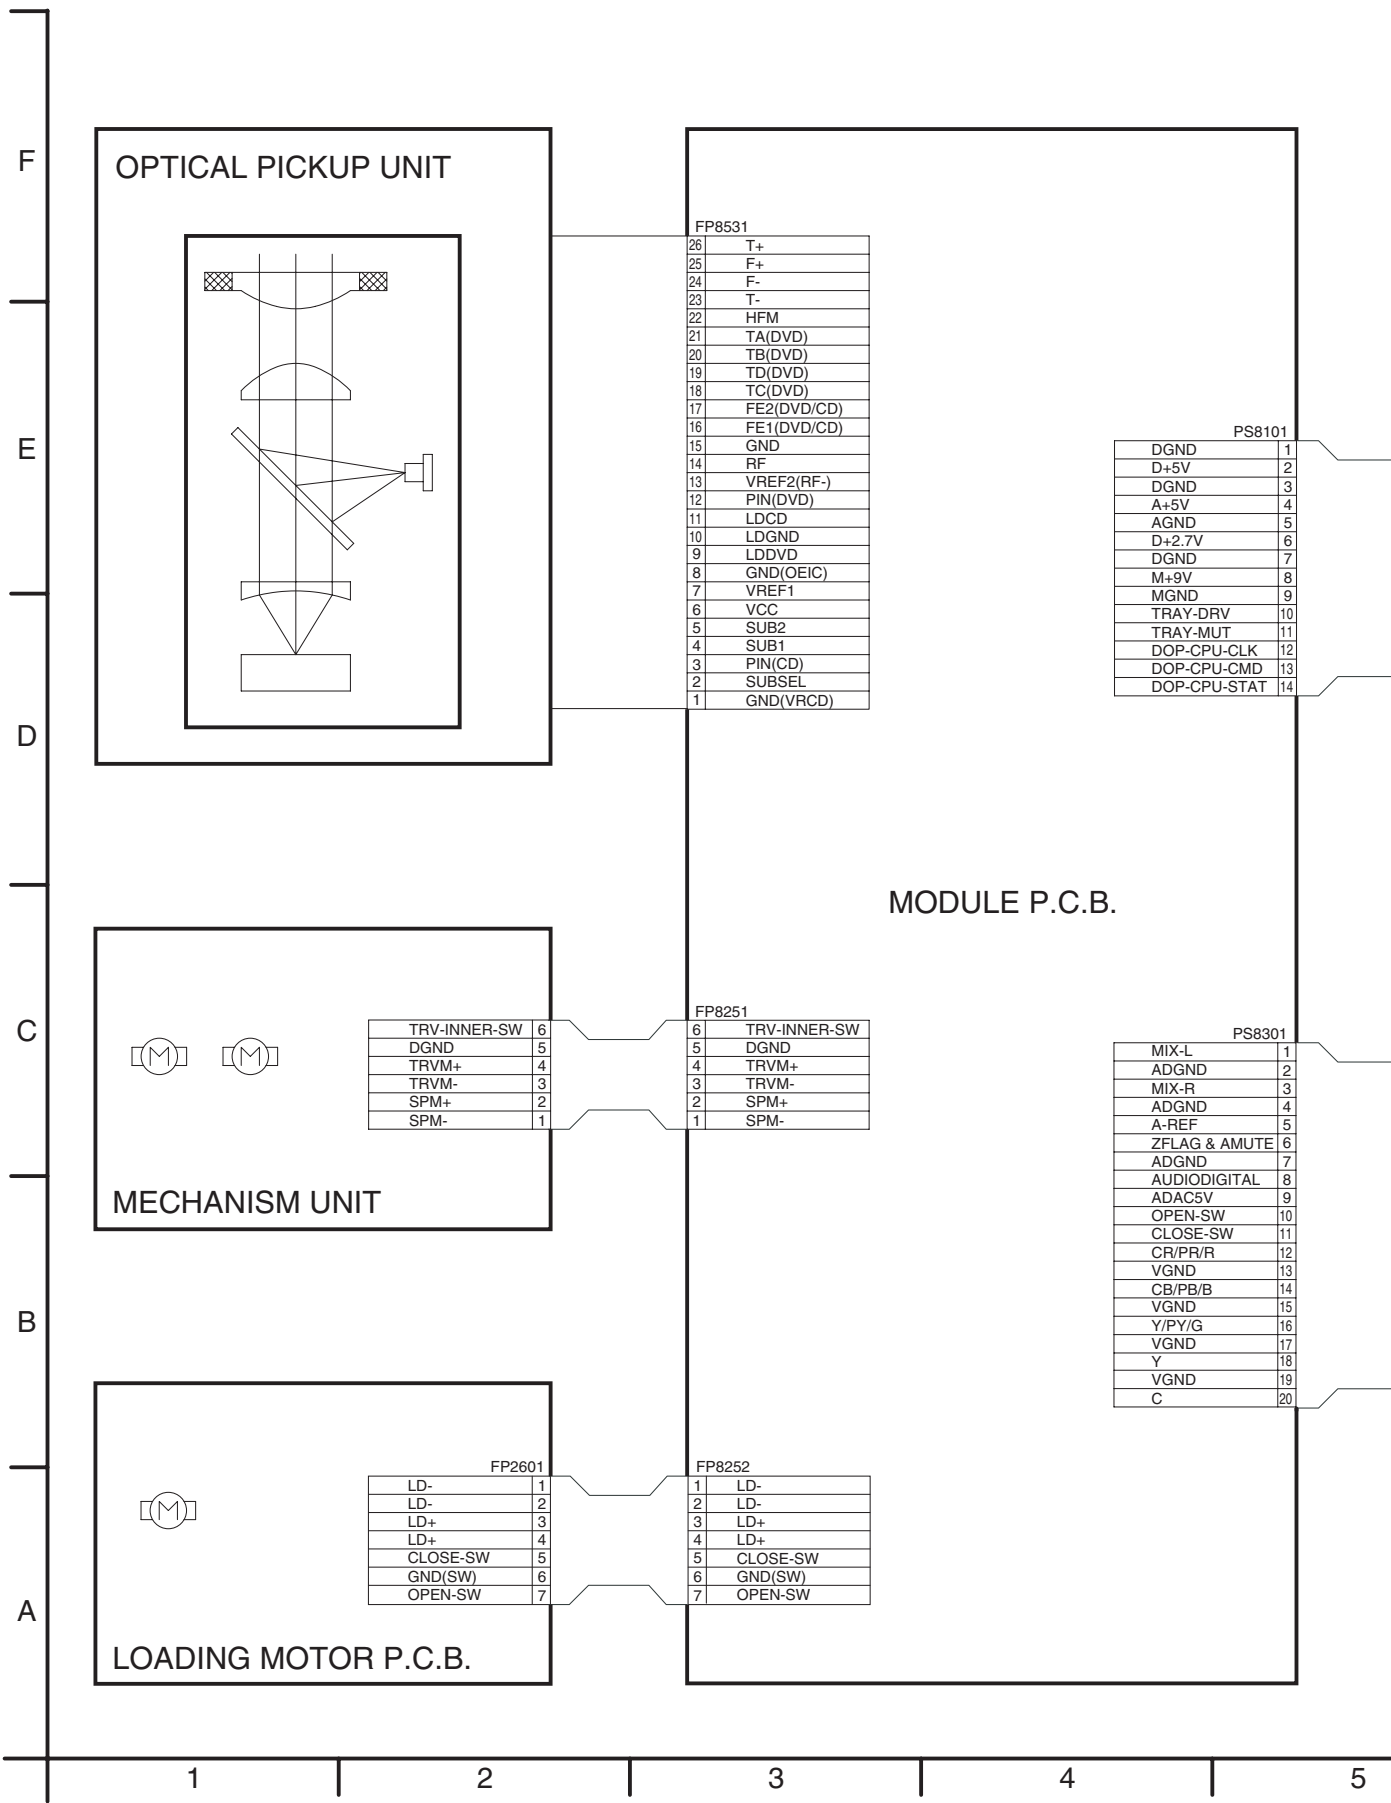 F
OPTICAL PICKUP UNIT
FP8531
26 T+
25 F+
24 F-
23 T-
22 HFM
21 TA(DVD)
20 TB(DVD)
19 TD(DVD)
18 TC(DVD)
17 FE2(DVD/CD)
16 FE1(DVD/CD)
15 GND
14 RF
13 VREF2(RF-)
12 PIN(DVD)
11 LDCD
10 LDGND
9 LDDVD
8 GND(OEIC)
7 VREF1
6 VCC
5 SUB2
4 SUB1
3 PIN(CD)
2 SUBSEL
1 GND(VRCD)
E
PS8101
DGND 1
D+5V 2
DGND 3
A+5V 4
AGND 5
D+2.7V 6
DGND 7
M+9V 8
MGND 9
TRAY-DRV 10
TRAY-MUT 11
DOP-CPU-CLK 12
DOP-CPU-CMD 13
DOP-CPU-STAT 14
D
MODULE P.C.B.
C
M M
TRV-INNER-SW 6
DGND 5
TRVM+ 4
TRVM- 3
SPM+ 2
SPM- 1
MECHANISM UNIT
FP8251
6 TRV-INNER-SW
5 DGND
4 TRVM+
3 TRVM-
2 SPM+
1 SPM-
PS8301
MIX-L 1
ADGND 2
MIX-R 3
ADGND 4
A-REF 5
ZFLAG & AMUTE 6
ADGND 7
AUDIODIGITAL 8
ADAC5V 9
OPEN-SW 10
CLOSE-SW 11
CR/PR/R 12
VGND 13
CB/PB/B 14
VGND 15
Y/PY/G 16
VGND 17
Y 18
VGND 19
C 20
B
FP2601
M
LD- 1
LD- 2
LD+ 3
LD+ 4
CLOSE-SW 5
GND(SW) 6
OPEN-SW 7
LOADING MOTOR P.C.B.
FP8252
1 LD-
2 LD-
3 LD+
4 LD+
5 CLOSE-SW
6 GND(SW)
7 OPEN-SW
A
1 2 3 4 5